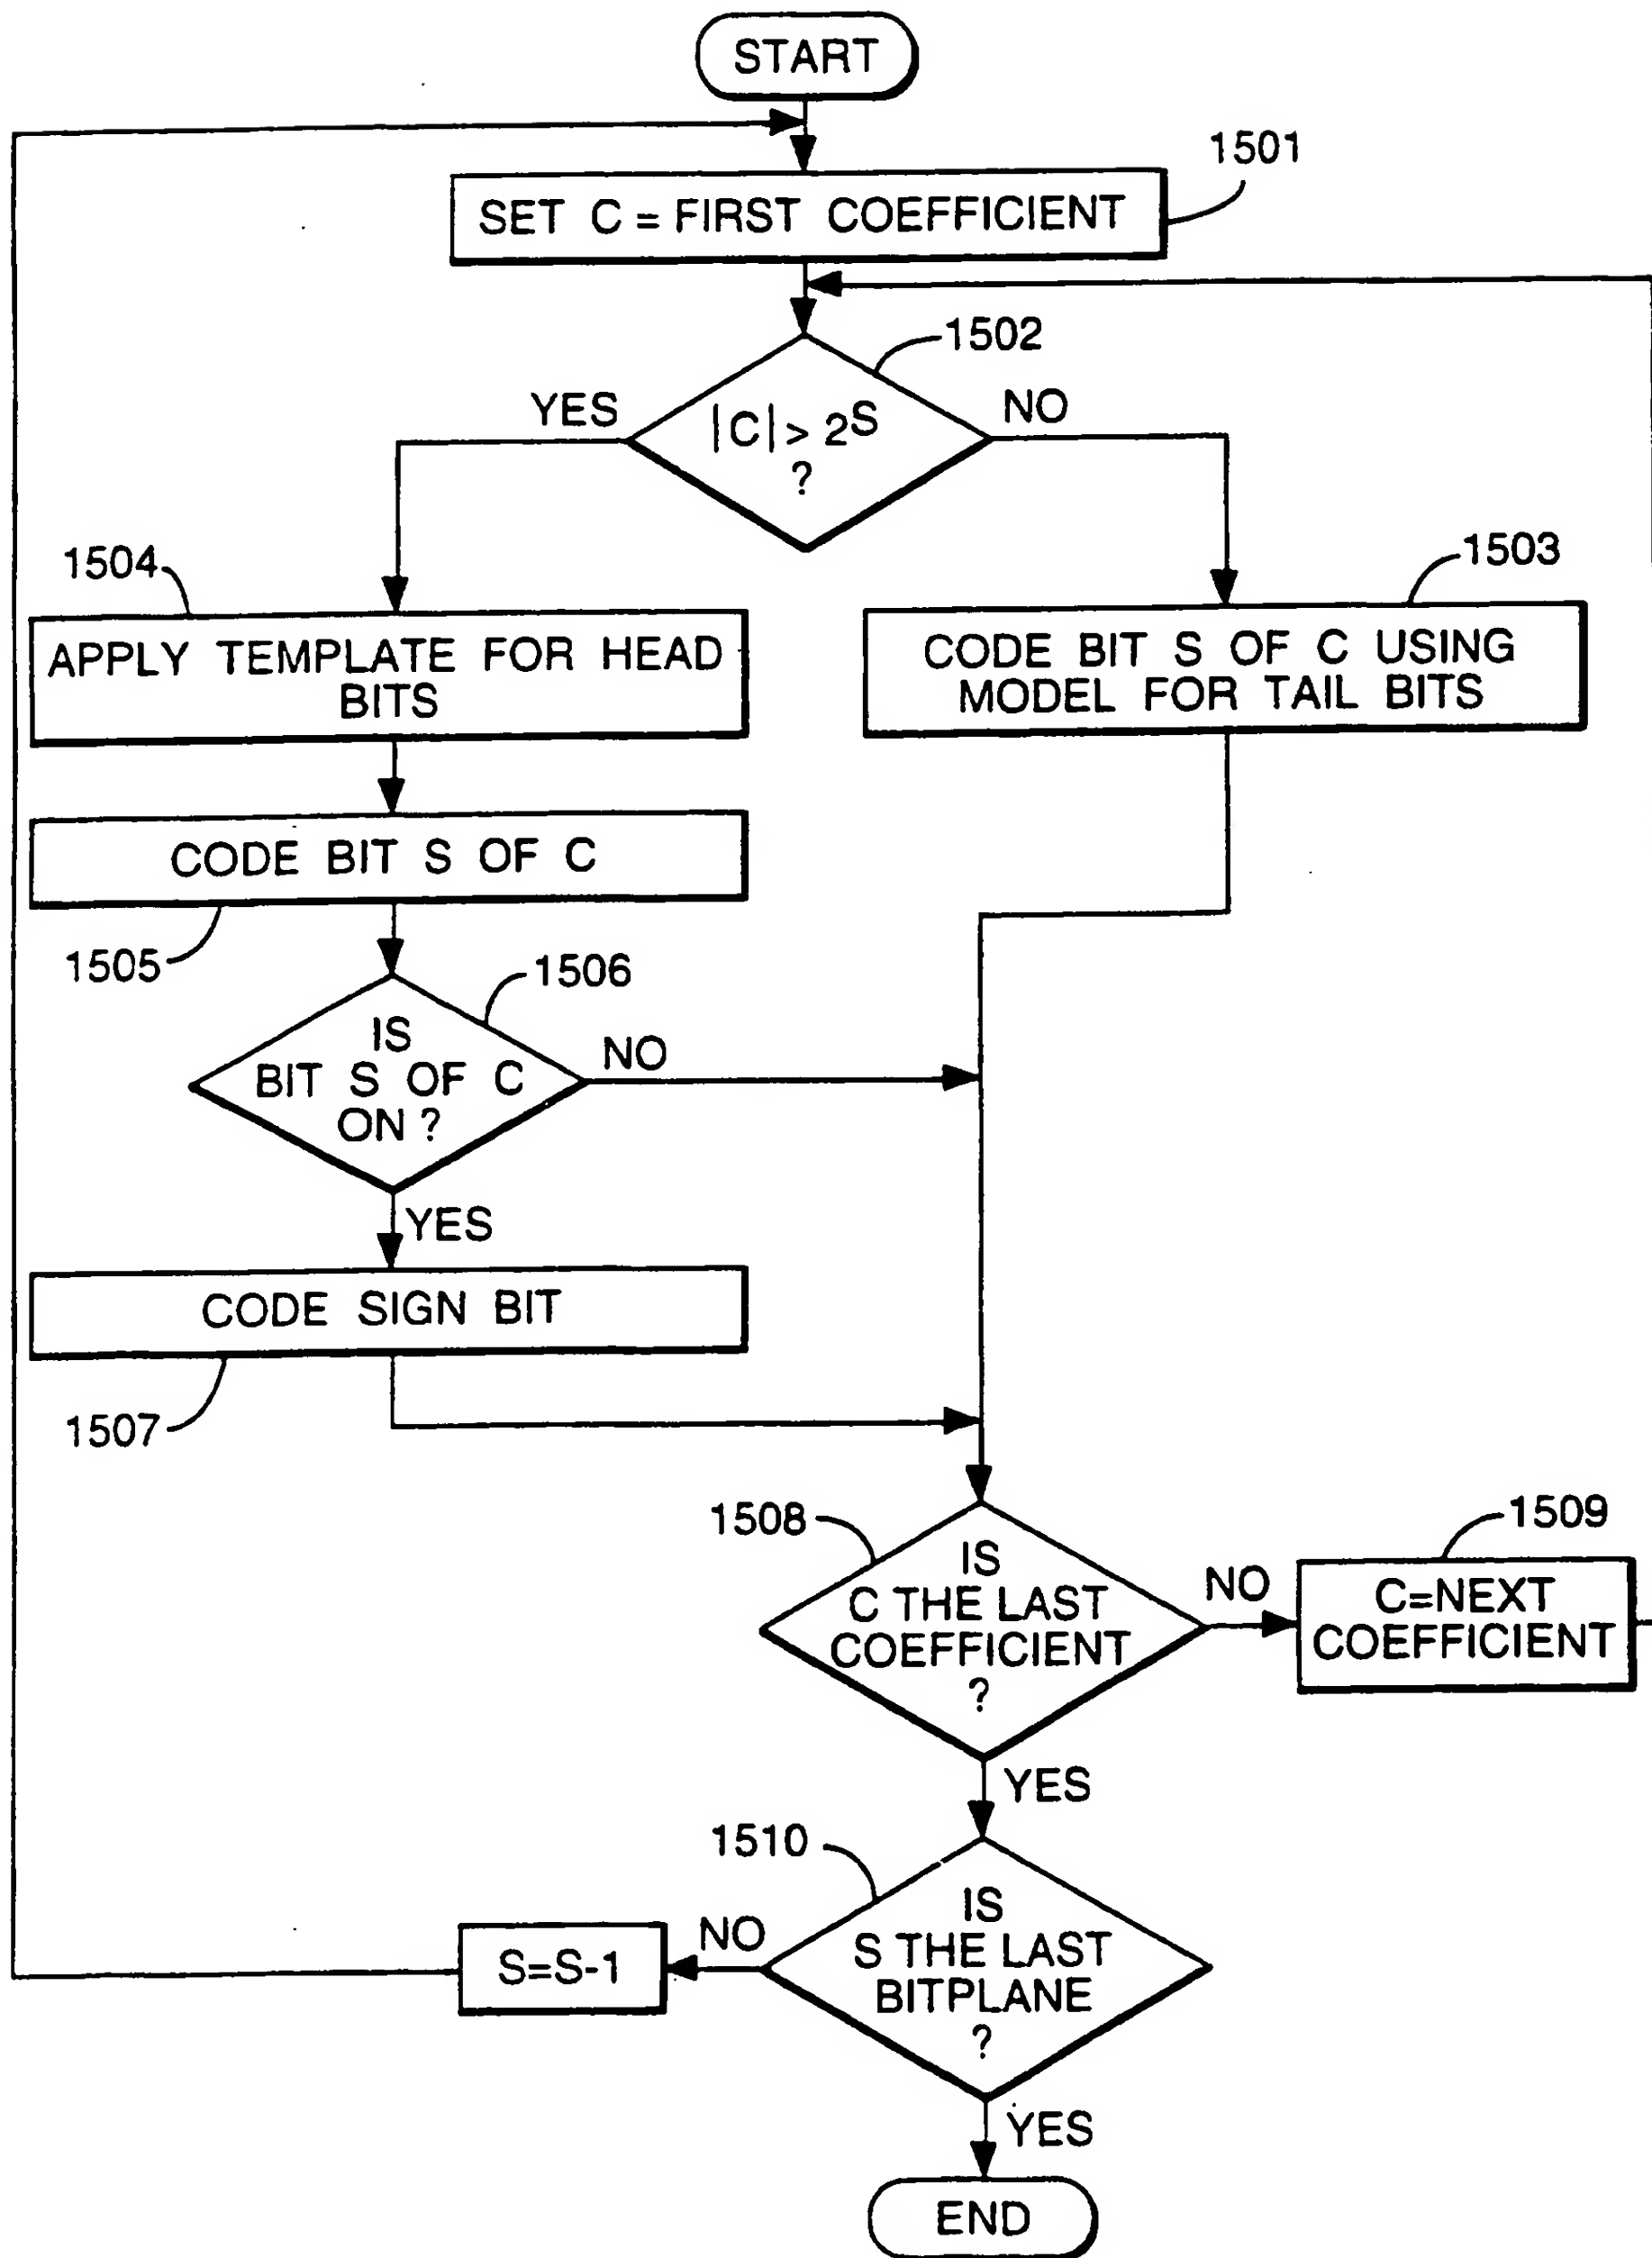 START
1501
SET C = FIRST COEFFICIENT
1502
YES
NO
|C| > 2^S
?
1504
1503
APPLY TEMPLATE FOR HEAD
BITS
CODE BIT S OF C USING
MODEL FOR TAIL BITS
CODE BIT S OF C
1505
1506
IS
BIT S OF C
ON ?
NO
YES
CODE SIGN BIT
1507
1508
1509
IS
C THE LAST
COEFFICIENT
?
NO
C=NEXT
COEFFICIENT
YES
1510
IS
S THE LAST
BITPLANE
?
NO
S=S-1
YES
END